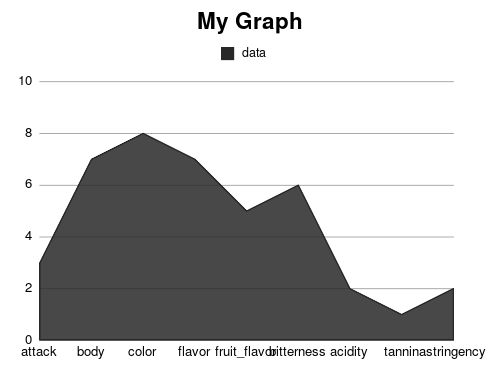 My Graph
data
10
8
6
4
2
0
attack body color flavor fruit_flavor bitterness acidity tannin astringency